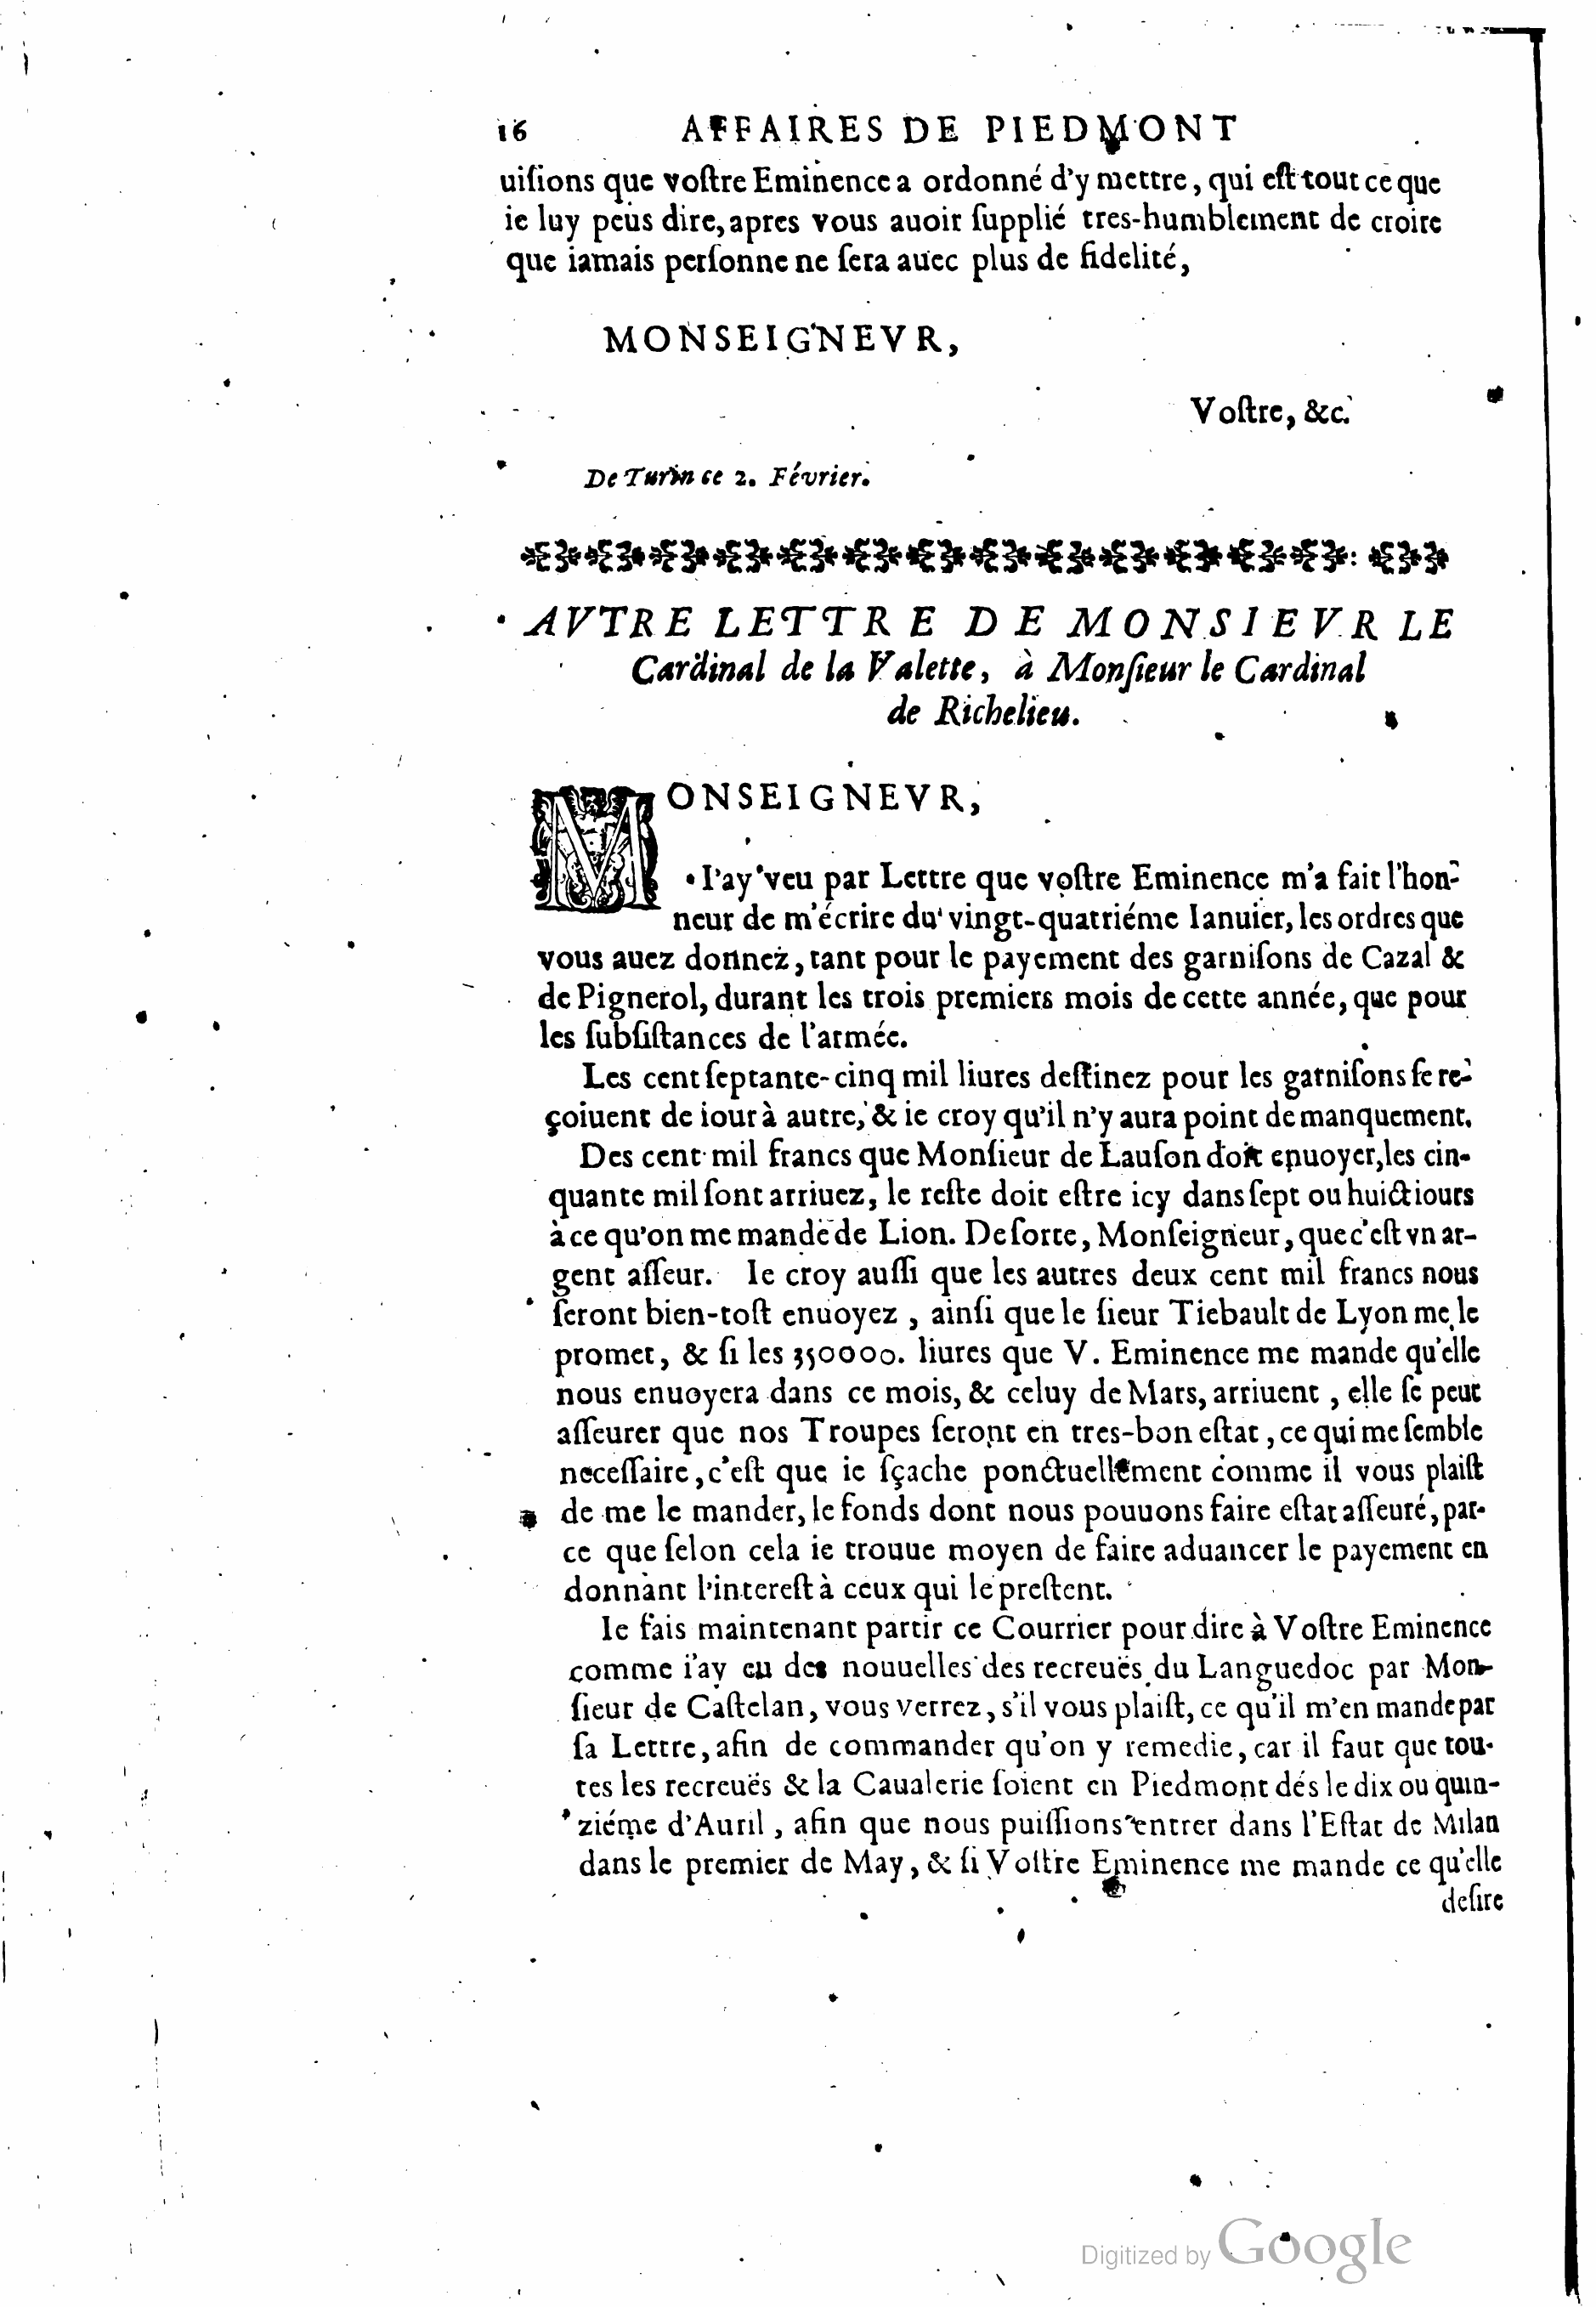 16 AFFAIRES DE PIEDMONT
uiſions que voſtre Eminence a ordonné d'y mettre, qui eſt tout ce que
ie luy peus dire, apres vous auoir ſupplié tres-humblement de croire
que iamais perſonne ne ſera auec plus de fidelité,
MONSEIGNEVR,
Voſtre, &c.
De Turin ce 2. Février.
AVTRE LETTRE DE MONSIEVR LE
Cardinal de la Valette, à Monſieur le Cardinal
de Richelieu.
MONSEIGNEVR,
I'ay veu par Lettre que voſtre Eminence m'a fait l'hon-
neur de m'écrire du vingt-quatriéme Ianuier, les ordres que
vous auez donnez, tant pour le payement des garniſons de Cazal &
de Pignerol, durant les trois premiers mois de cette année, que pour
les ſubſiſtances de l'armée.
Les cent ſeptante-cinq mil liures deſtinez pour les garniſons ſe re-
çoiuent de iour à autre, & ie croy qu'il n'y aura point de manquement.
Des cent mil francs que Monſieur de Lauſon doit enuoyer, les cin-
quante mil ſont arriuez, le reſte doit eſtre icy dans ſept ou huict iours
à ce qu'on me mande de Lion. De ſorte, Monſeigneur, que c'eſt vn ar-
gent aſſeur. Ie croy auſſi que les autres deux cent mil francs nous
ſeront bien-toſt enuoyez, ainſi que le ſieur Tiebault de Lyon me le
promet, & ſi les 350000. liures que V. Eminence me mande qu'elle
nous enuoyera dans ce mois, & celuy de Mars, arriuent, elle ſe peut
aſſeurer que nos Troupes ſeront en tres-bon eſtat, ce qui me ſemble
neceſſaire, c'eſt que ie ſçache ponctuellement comme il vous plaiſt
de me le mander, le fonds dont nous pouuons faire eſtat aſſeuré, par-
ce que ſelon cela ie trouue moyen de faire aduancer le payement en
donnant l'intereſt à ceux qui le preſtent.
Ie fais maintenant partir ce Courrier pour dire à Voſtre Eminence
comme i'ay eu des nouuelles des recreuës du Languedoc par Mon-
ſieur de Caſtelan, vous verrez, s'il vous plaiſt, ce qu'il m'en mande par
ſa Lettre, afin de commander qu'on y remedie, car il faut que tou-
tes les recreuës & la Caualerie ſoient en Piedmont dés le dix ou quin-
ziéme d'Auril, afin que nous puiſſions entrer dans l'Eſtat de Milan
dans le premier de May, & ſi Voſtre Eminence me mande ce qu'elle
deſire
Digitized by Google